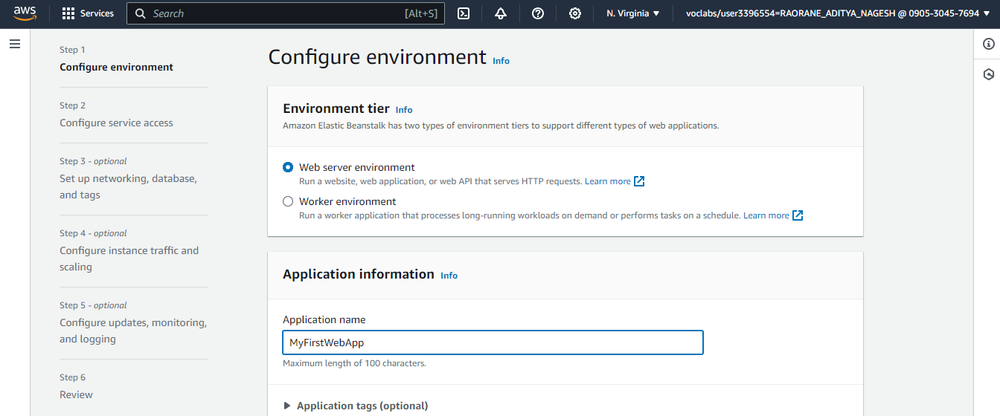 aws
Services
Search
[Alt+S]
N. Virginia
voclabs/user3396554=RAORANE_ADITYA_NAGESH @ 0905-3045-7694
Step 1
Configure environment
Step 2
Configure service access
Step 3 - optional
Set up networking, database,
and tags
Step 4 - optional
Configure instance traffic and
scaling
Step 5 - optional
Configure updates, monitoring,
and logging
Step 6
Review
Configure environment Info
Environment tier Info
Amazon Elastic Beanstalk has two types of environment tiers to support different types of web applications.
Web server environment
Run a website, web application, or web API that serves HTTP requests. Learn more
Worker environment
Run a worker application that processes long-running workloads on demand or performs tasks on a schedule. Learn more
Application information Info
Application name
MyFirstWebApp
Maximum length of 100 characters.
Application tags (optional)